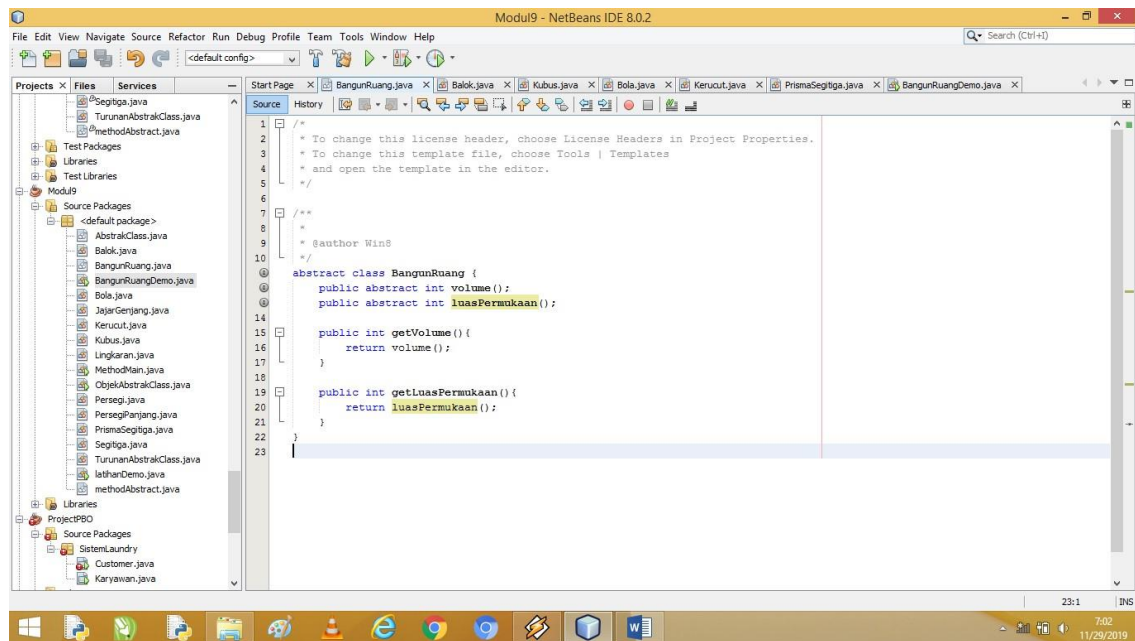 Modul9 - NetBeans IDE 8.0.2
File Edit View Navigate Source Refactor Run Debug Profile Team Tools Window Help
Search (Ctrl+I)
<default config>
Projects Files Services
Start Page BangunRuang.java Balok.java Kubus.java Bola.java Kerucut.java PrismaSegitiga.java BangunRuangDemo.java
Source History
Segitiga.java
TurunanAbstrakClass.java
methodAbstract.java
Test Packages
Libraries
Test Libraries
Modul9
Source Packages
<default package>
AbstrakClass.java
Balok.java
BangunRuang.java
BangunRuangDemo.java
Bola.java
JajarGenjang.java
Kerucut.java
Kubus.java
Lingkaran.java
MethodMain.java
ObjekAbstrakClass.java
Persegi.java
PersegiPanjang.java
PrismaSegitiga.java
Segitiga.java
TurunanAbstrakClass.java
latihanDemo.java
methodAbstract.java
Libraries
ProjectPBO
Source Packages
SistemLaundry
Customer.java
Karyawan.java
1 /*
2 * To change this license header, choose License Headers in Project Properties.
3 * To change this template file, choose Tools | Templates
4 * and open the template in the editor.
5 */
6
7 /**
8 *
9 * @author Win8
10 */
abstract class BangunRuang {
public abstract int volume();
public abstract int luasPermukaan();
14
15 public int getVolume(){
16 return volume();
17 }
18
19 public int getLuasPermukaan(){
20 return luasPermukaan();
21 }
22 }
23
23:1 INS
7:02
11/29/2019